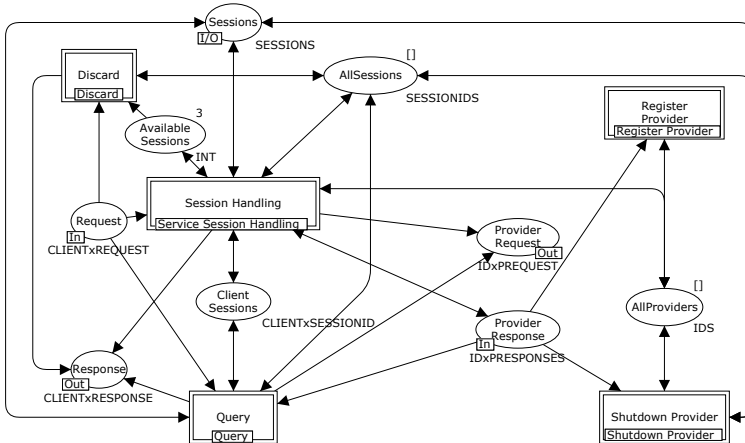 Sessions
I/O
SESSIONS
[]
Discard
Discard
AllSessions
SESSIONIDS
Register
Provider
Register Provider
3
Available
Sessions
INT
Session Handling
Service Session Handling
Request
In
CLIENTxREQUEST
Provider
Request
Out
IDxPREQUEST
[]
Client
Sessions
CLIENTxSESSIONID
AllProviders
IDS
Provider
Response
In
IDxPRESPONSES
Response
Out
CLIENTxRESPONSE
Query
Query
Shutdown Provider
Shutdown Provider